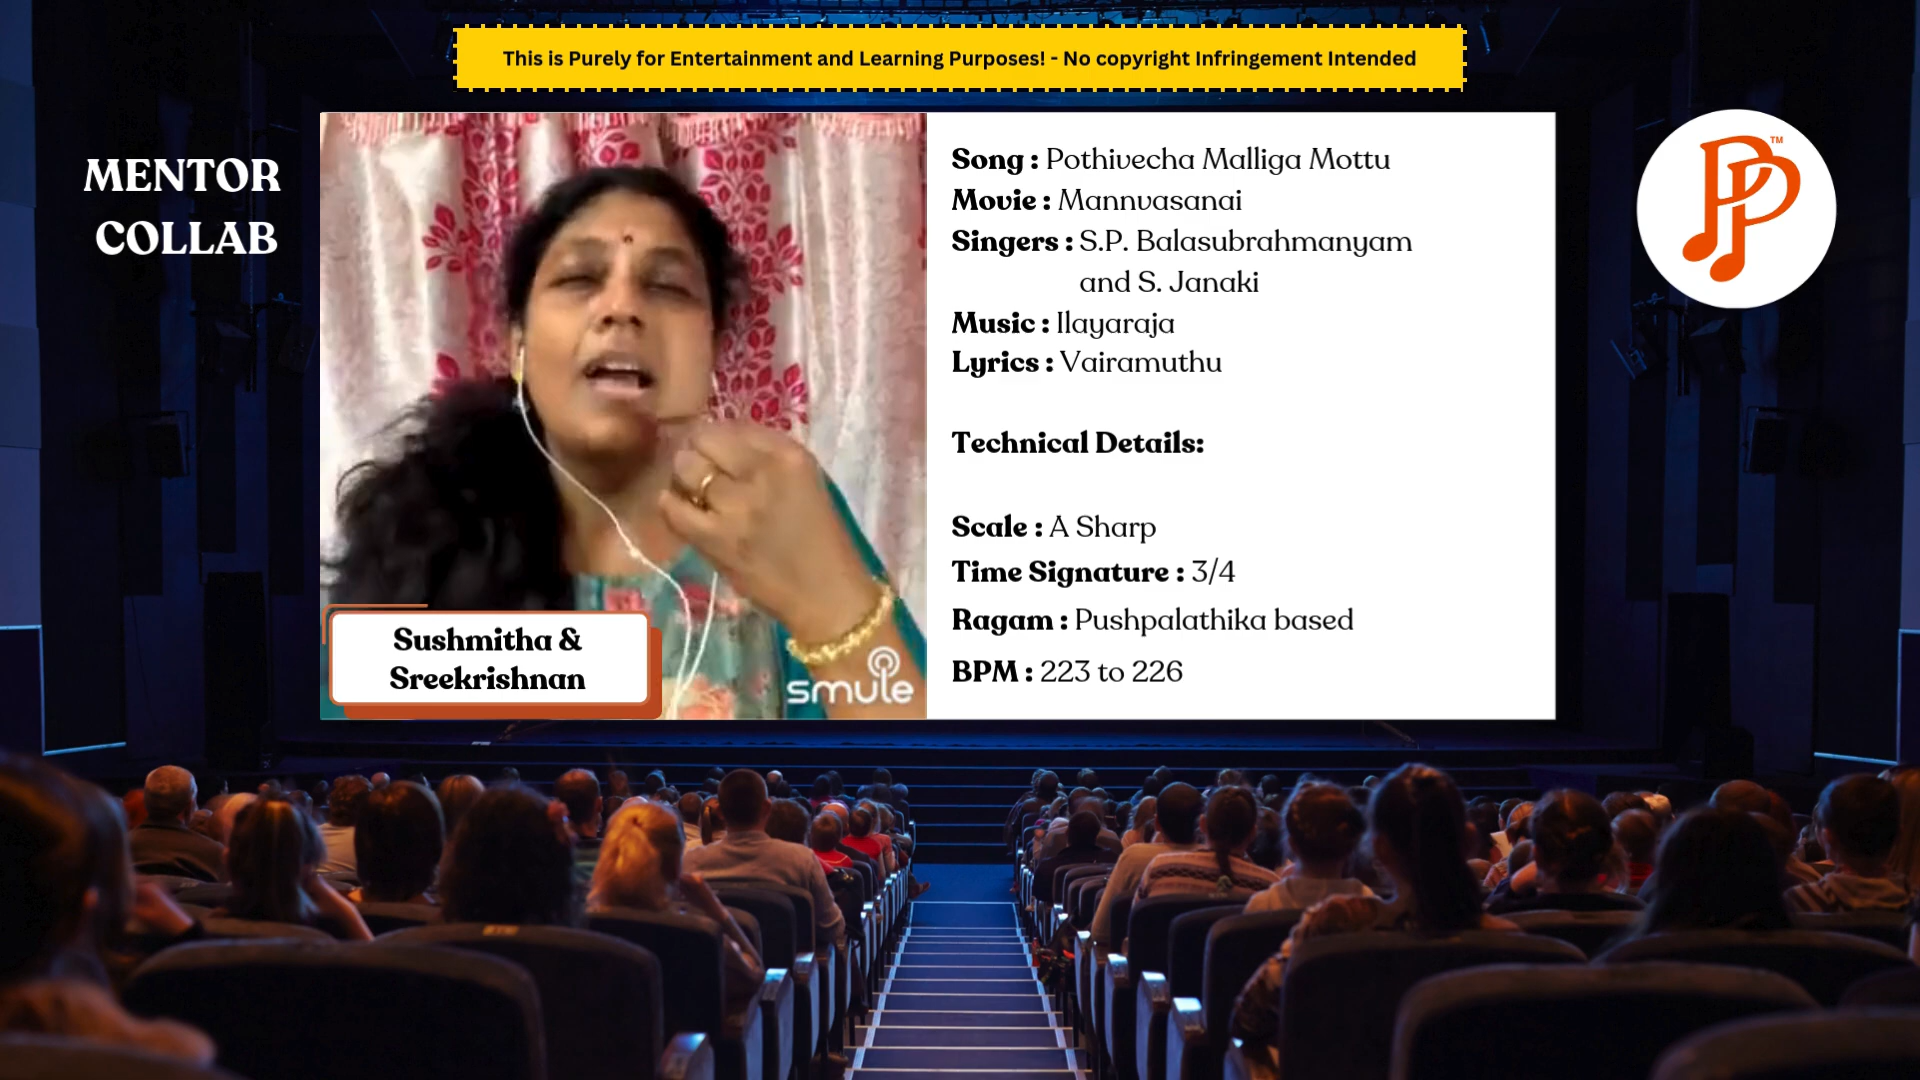 This is Purely for Entertainment and Learning Purposes! - No copyright Infringement Intended
MENTOR
COLLAB
Song : Pothivecha Malliga Mottu
Movie : Mannvasanai
Singers : S.P. Balasubrahmanyam
and S. Janaki
Music : Ilayaraja
Lyrics : Vairamuthu
Technical Details:
Scale : A Sharp
Time Signature : 3/4
Ragam : Pushpalathika based
BPM : 223 to 226
Sushmitha &
Sreekrishnan
smule
PP TM